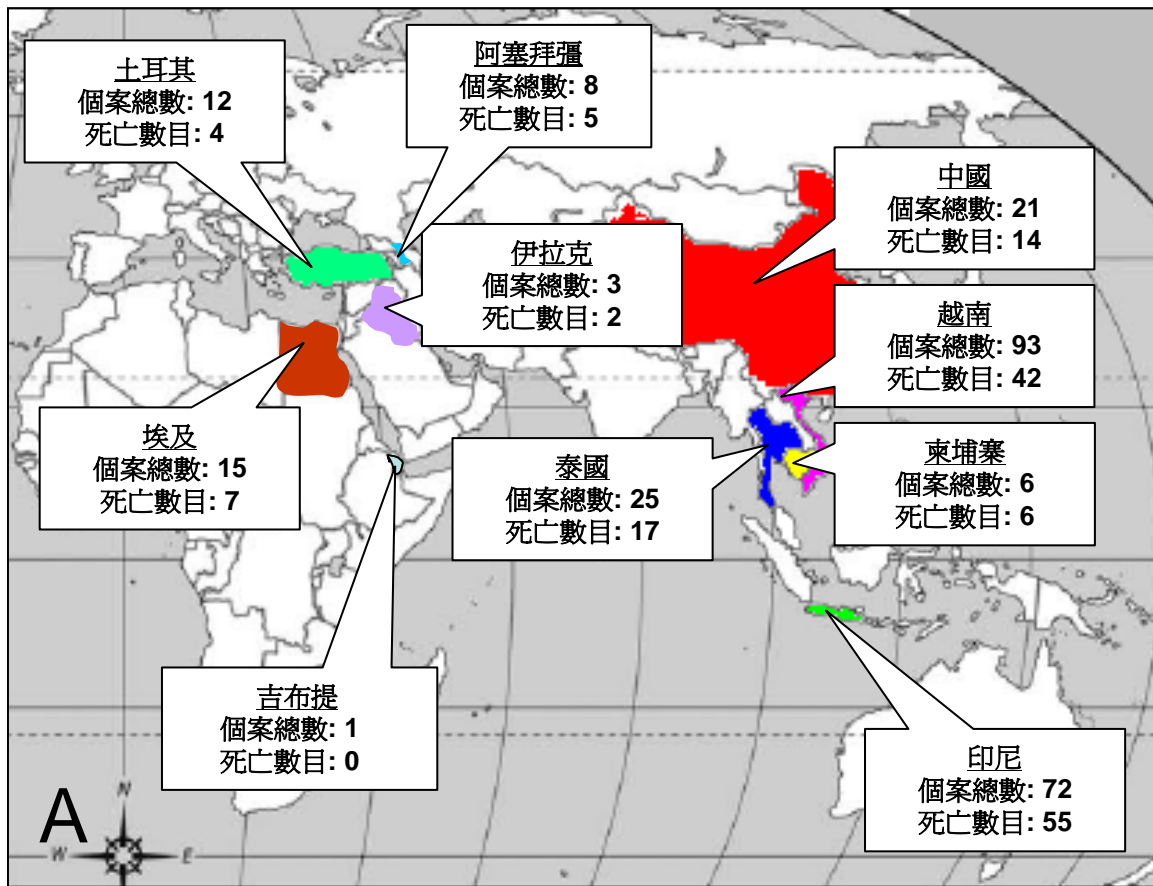 土耳其
個案總數: 12
死亡數目: 4
阿塞拜彊
個案總數: 8
死亡數目: 5
中國
個案總數: 21
死亡數目: 14
伊拉克
個案總數: 3
死亡數目: 2
越南
個案總數: 93
死亡數目: 42
埃及
個案總數: 15
死亡數目: 7
泰國
個案總數: 25
死亡數目: 17
柬埔寨
個案總數: 6
死亡數目: 6
吉布提
個案總數: 1
死亡數目: 0
印尼
個案總數: 72
死亡數目: 55
A
N
W
E